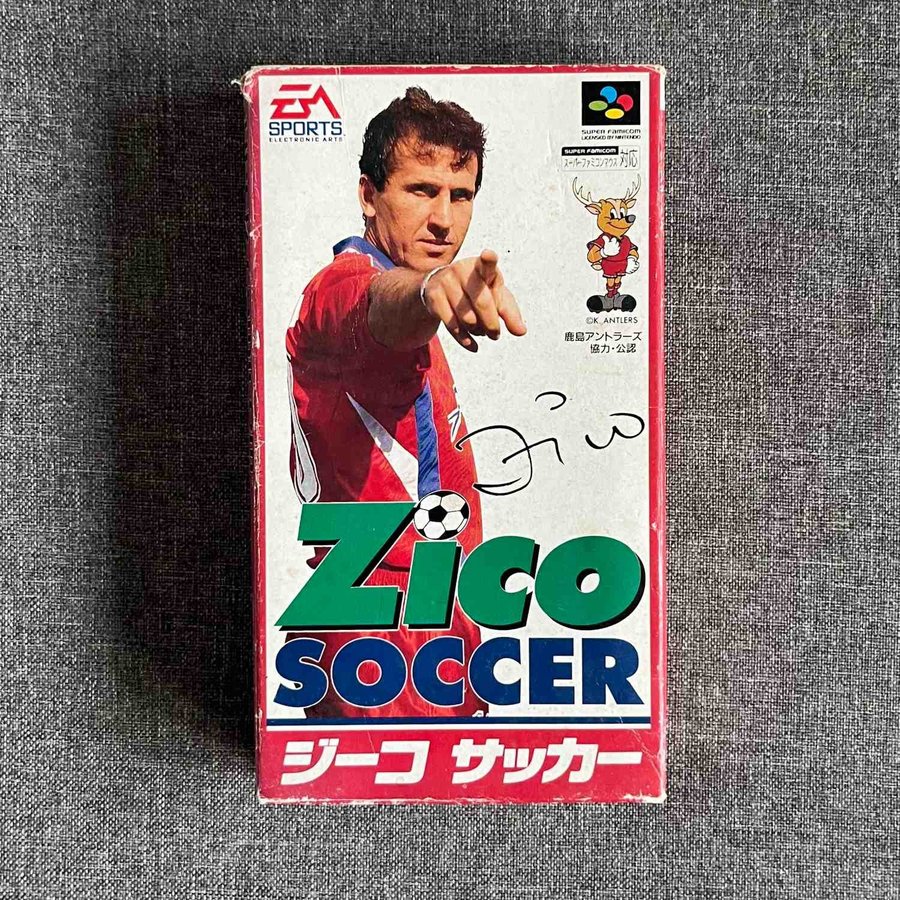 EA
SPORTS
ELECTRONIC ARTS
SUPER FAMICOM
LICENSED BY NINTENDO
SUPER FAMICOM
スーパーファミコンマウス 対応
©K. ANTLERS
鹿島アントラーズ
協力・公認
Zico
Zico
SOCCER
ジーコ サッカー